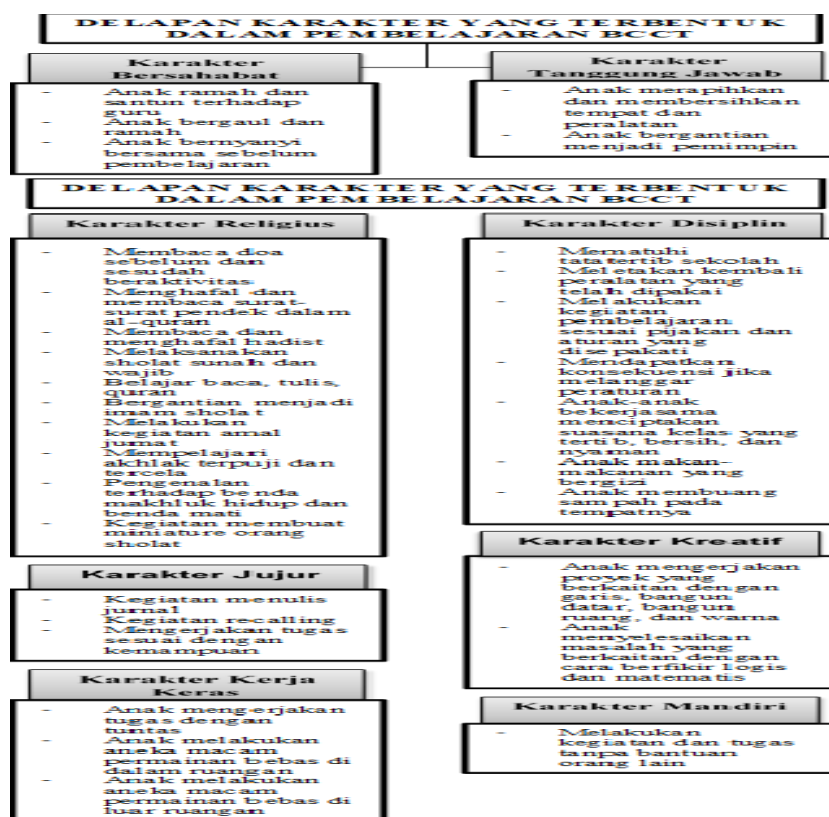 DELAPAN KARAKTER YANG TERBENTUK
DALAM PEMBELAJARAN BCCT
Karakter
Bersahabat
- Anak ramah dan
santun terhadap
guru
- Anak bergaul dan
ramah
- Anak bernyanyi
bersama sebelum
pembelajaran
Karakter
Tanggung Jawab
- Anak merapihkan
dan membersihkan
tempat dan
peralatan
- Anak bergantian
menjadi pemimpin
DELAPAN KARAKTER YANG TERBENTUK
DALAM PEMBELAJARAN BCCT
Karakter Religius
- Membaca doa
sebelum dan
sesudah
beraktivitas
- Menghafal dan
membaca surat-
surat pendek dalam
al-quran
- Membaca dan
menghafal hadist
- Melaksanakan
sholat sunah dan
wajib
- Belajar baca, tulis,
quran
- Bergantian menjadi
imam sholat
- Melakukan
kegiatan amal
jumat
- Mempelajari
akhlak terpuji dan
tercela
- Pengenalan
terhadap benda
makhluk hidup dan
benda mati
- Kegiatan membuat
miniature orang
sholat
Karakter Jujur
- Kegiatan menulis
jurnal
- Kegiatan recalling
- Mengerjakan tugas
sesuai dengan
kemampuan
Karakter Kerja
Keras
- Anak mengerjakan
tugas dengan
tuntas
- Anak melakukan
aneka macam
permainan bebas di
dalam ruangan
- Anak melakukan
aneka macam
permainan bebas di
luar ruangan
Karakter Disiplin
- Mematuhi
tata tertib sekolah
- Meletakan kembali
peralatan yang
telah dipakai
- Melakukan
kegiatan
pembelajaran
sesuai pijakan dan
aturan yang
disepakati
- Mendapatkan
konsekuensi jika
melanggar
peraturan
- Anak-anak
bekerjasama
menciptakan
suasana kelas yang
tertib, bersih, dan
nyaman
- Anak makan-
makanan yang
bergizi
- Anak membuang
sampah pada
tempatnya
Karakter Kreatif
- Anak mengerjakan
proyek yang
berkaitan dengan
garis, bangun
datar, bangun
ruang, dan warna
- Anak
menyelesaikan
masalah yang
berkaitan dengan
cara berfikir logis
dan matematis
Karakter Mandiri
- Melakukan
kegiatan dan tugas
tanpa bantuan
orang lain